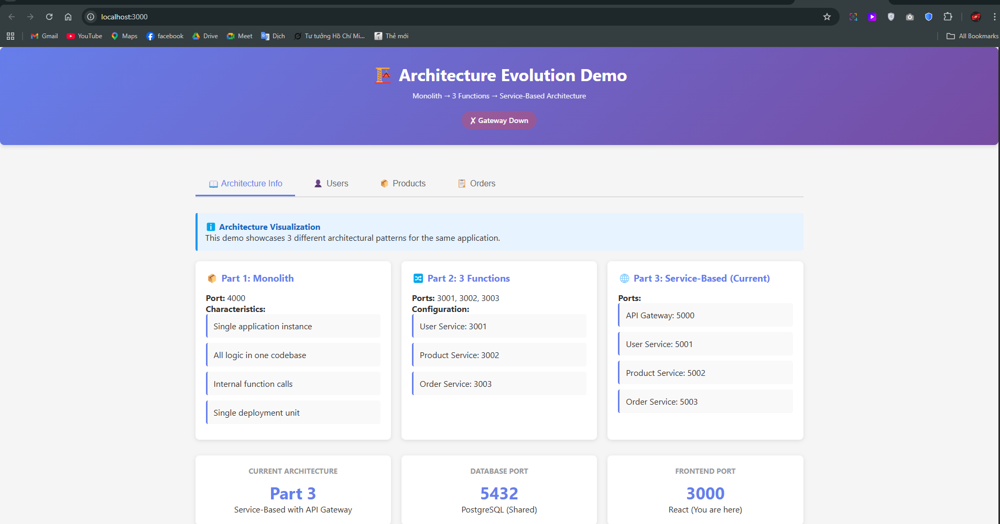 localhost:3000
Gmail
YouTube
Maps
facebook
Drive
Meet
Dịch
Tư tưởng Hồ Chí Mi...
Thẻ mới
All Bookmarks
Architecture Evolution Demo
Monolith → 3 Functions → Service-Based Architecture
✗ Gateway Down
Architecture Info
Users
Products
Orders
Architecture Visualization
This demo showcases 3 different architectural patterns for the same application.
Part 1: Monolith
Port: 4000
Characteristics:
Single application instance
All logic in one codebase
Internal function calls
Single deployment unit
Part 2: 3 Functions
Ports: 3001, 3002, 3003
Configuration:
User Service: 3001
Product Service: 3002
Order Service: 3003
Part 3: Service-Based (Current)
Ports:
API Gateway: 5000
User Service: 5001
Product Service: 5002
Order Service: 5003
CURRENT ARCHITECTURE
Part 3
Service-Based with API Gateway
DATABASE PORT
5432
PostgreSQL (Shared)
FRONTEND PORT
3000
React (You are here)